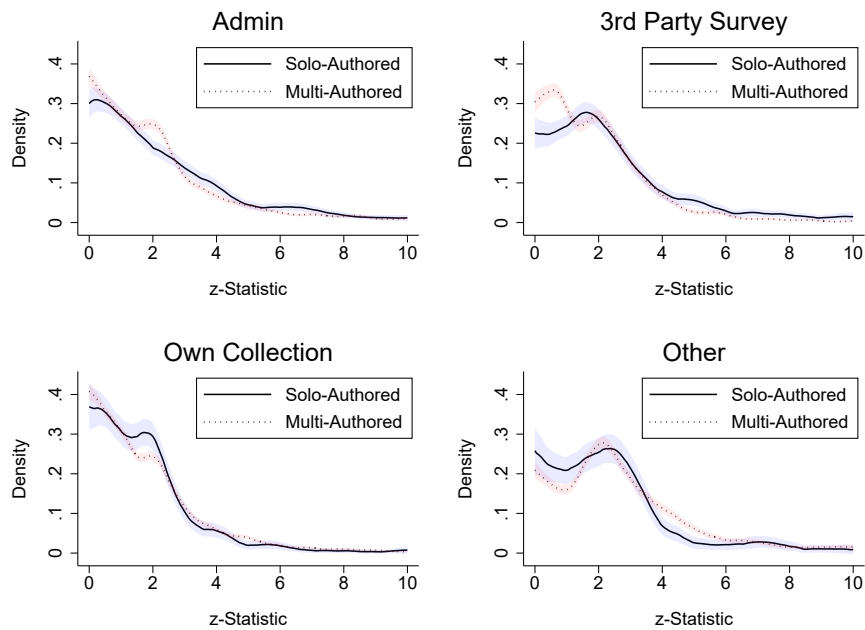 Admin
Solo-Authored
Multi-Authored
Density
0 .1 .2 .3 .4
0 2 4 6 8 10
z-Statistic
3rd Party Survey
Solo-Authored
Multi-Authored
Density
0 .1 .2 .3 .4
0 2 4 6 8 10
z-Statistic
Own Collection
Solo-Authored
Multi-Authored
Density
0 .1 .2 .3 .4
0 2 4 6 8 10
z-Statistic
Other
Solo-Authored
Multi-Authored
Density
0 .1 .2 .3 .4
0 2 4 6 8 10
z-Statistic